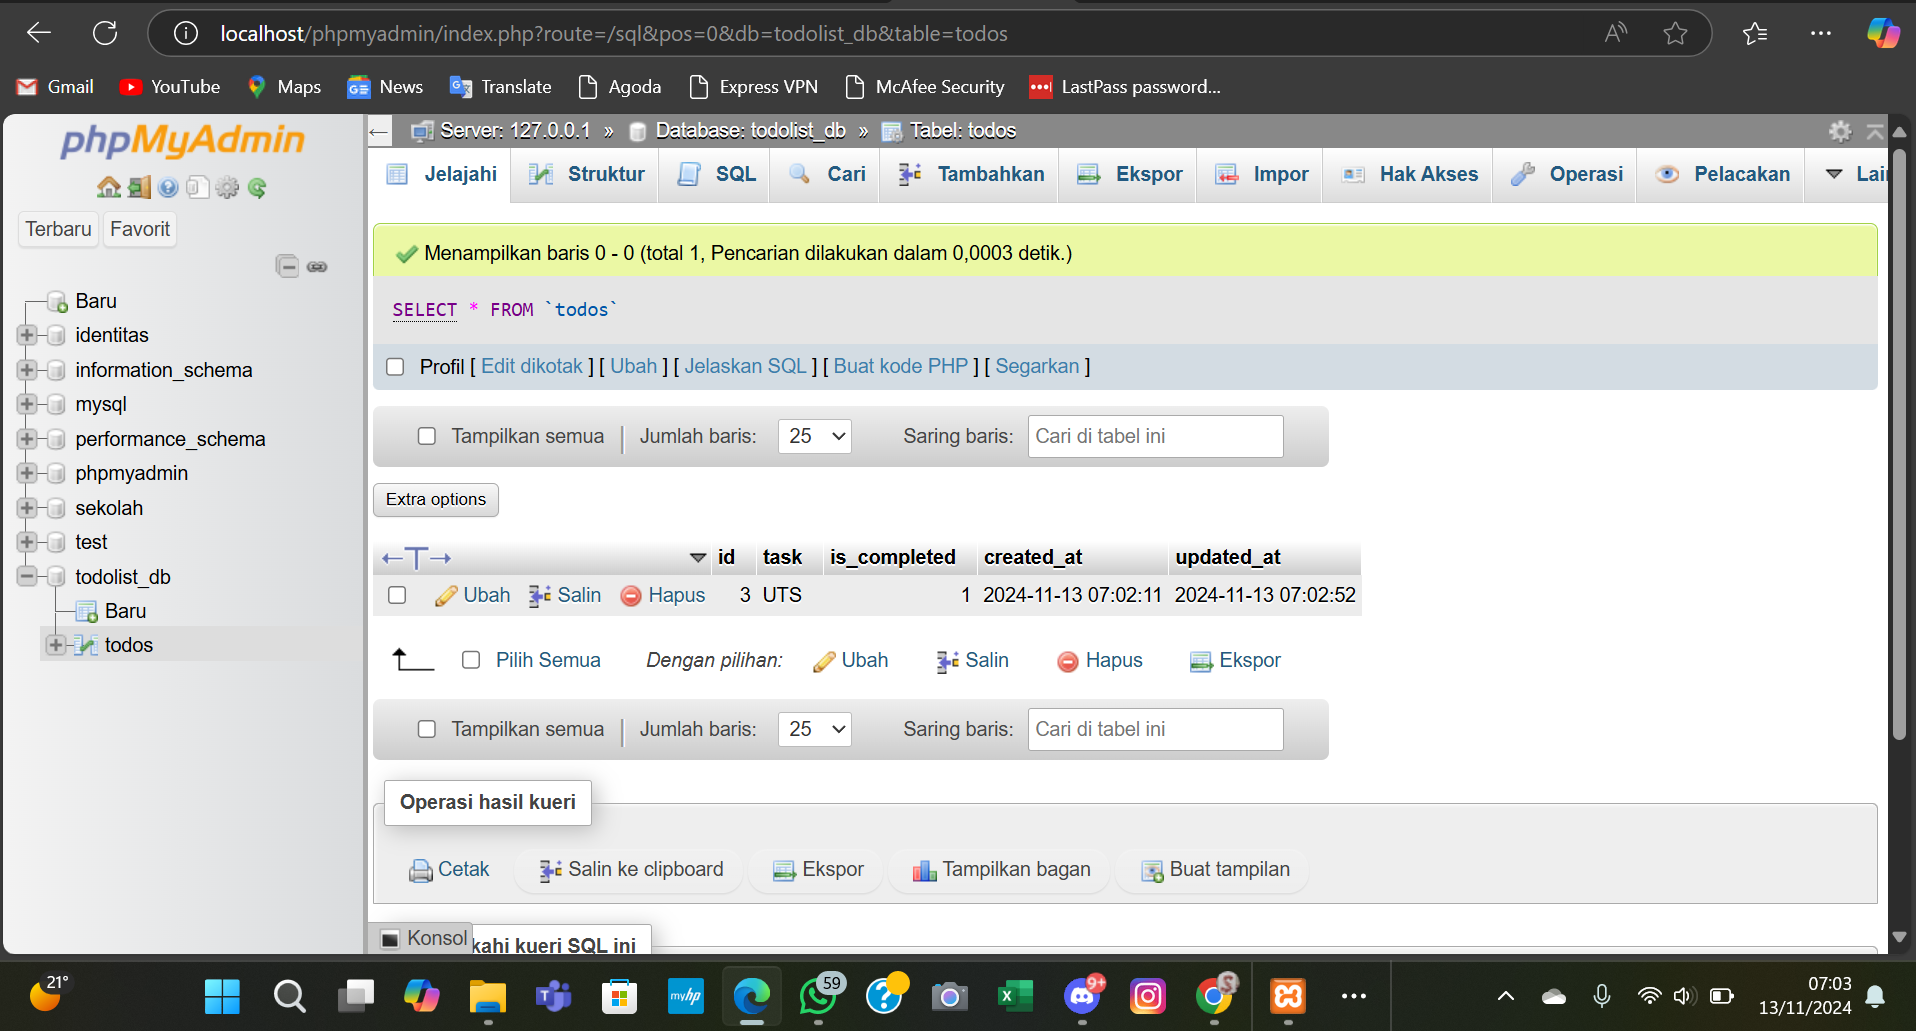 localhost/phpmyadmin/index.php?route=/sql&pos=0&db=todolist_db&table=todos
Gmail YouTube Maps News Translate Agoda Express VPN McAfee Security LastPass password...
phpMyAdmin
Terbaru Favorit
Baru
identitas
information_schema
mysql
performance_schema
phpmyadmin
sekolah
test
todolist_db
Baru
todos
Server: 127.0.0.1 » Database: todolist_db » Tabel: todos
Jelajahi Struktur SQL Cari Tambahkan Ekspor Impor Hak Akses Operasi Pelacakan
Menampilkan baris 0 - 0 (total 1, Pencarian dilakukan dalam 0,0003 detik.)
SELECT * FROM `todos`
Profil [ Edit dikotak ] [ Ubah ] [ Jelaskan SQL ] [ Buat kode PHP ] [ Segarkan ]
Tampilkan semua Jumlah baris: 25 Saring baris: Cari di tabel ini
Extra options
id task is_completed created_at updated_at
Ubah Salin Hapus 3 UTS 1 2024-11-13 07:02:11 2024-11-13 07:02:52
Pilih Semua Dengan pilihan: Ubah Salin Hapus Ekspor
Tampilkan semua Jumlah baris: 25 Saring baris: Cari di tabel ini
Operasi hasil kueri
Cetak Salin ke clipboard Ekspor Tampilkan bagan Buat tampilan
Konsol kahi kueri SQL ini
21°
myhp
59
9+
07:03
13/11/2024